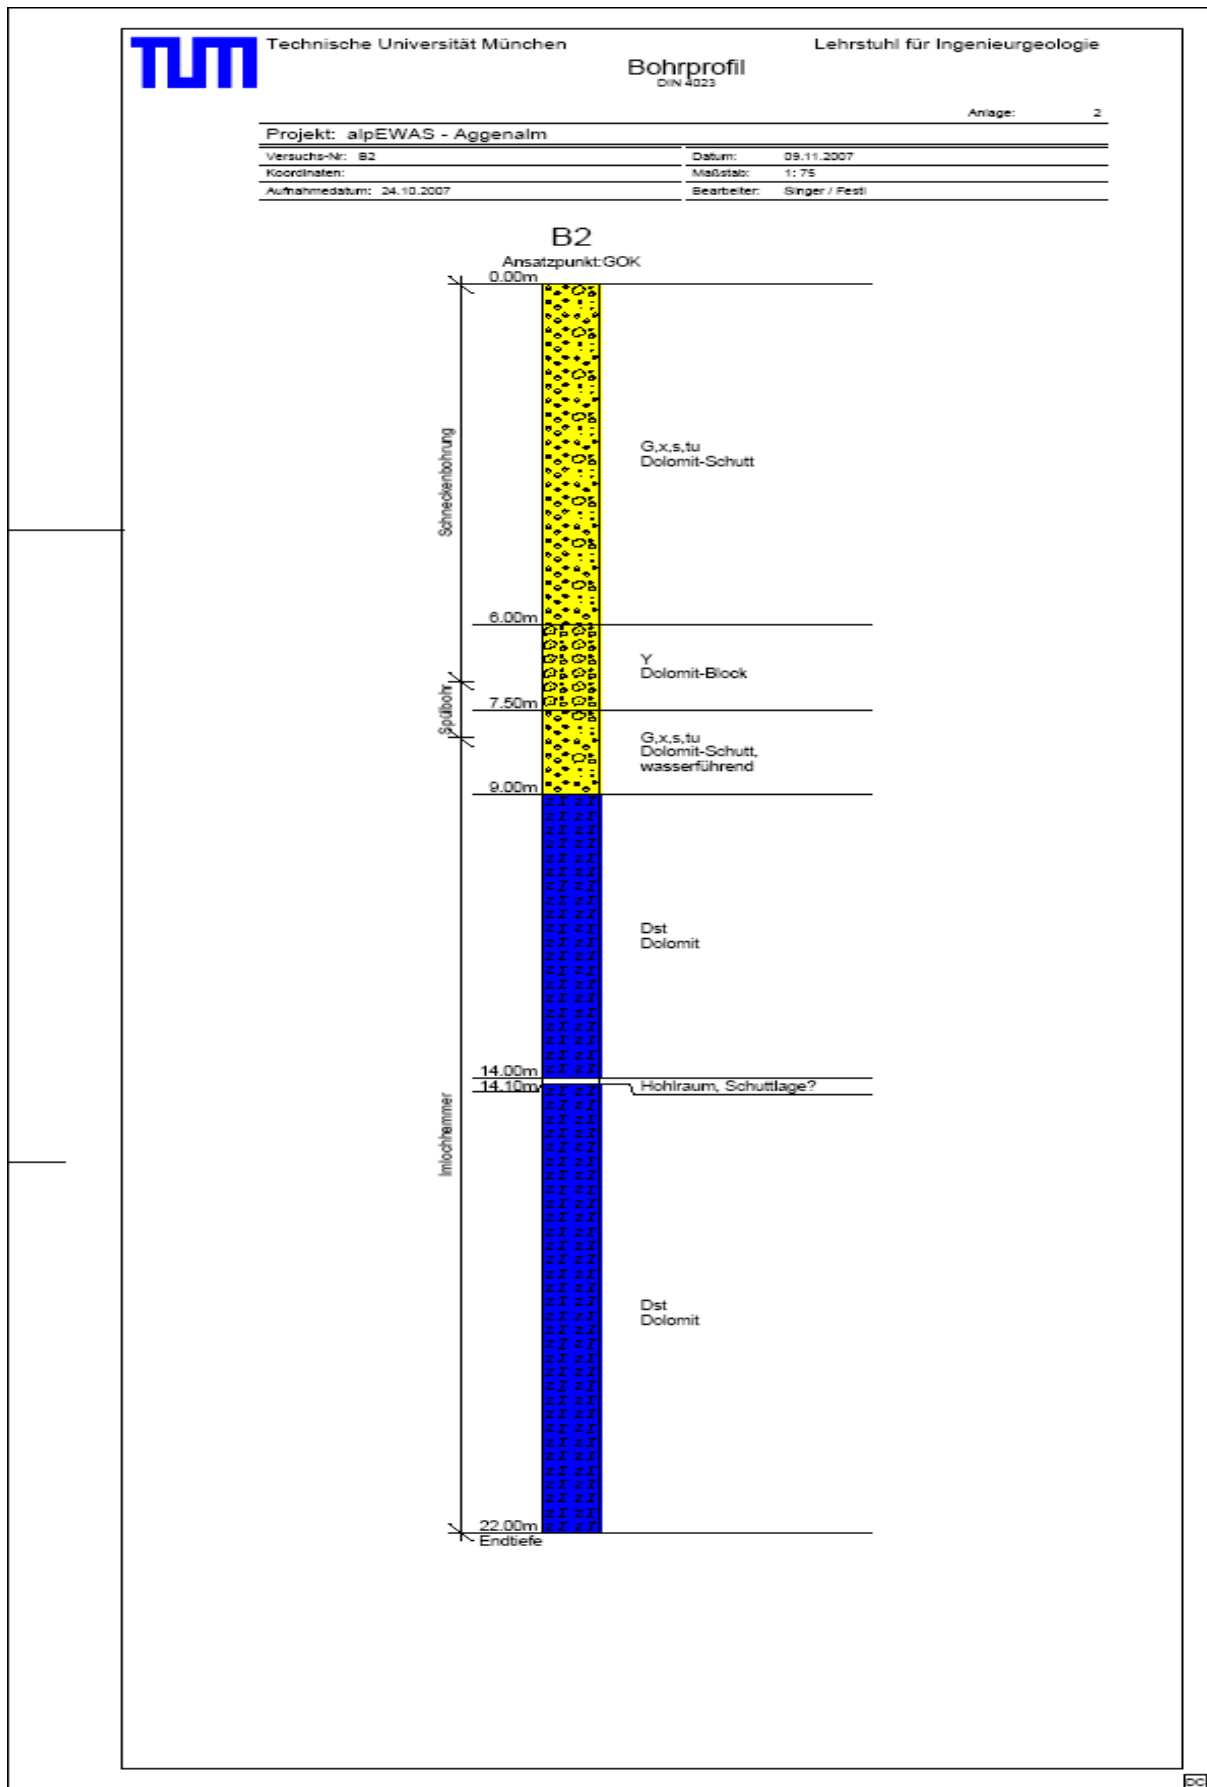 TUM
Technische Universität München
Lehrstuhl für Ingenieurgeologie
Bohrprofil
DIN 4023
Anlage: 2
Projekt: alpEWAS - Aggenalm
Versuchs-Nr: B2
Datum: 09.11.2007
Koordinaten:
Maßstab: 1: 75
Aufnahmedatum: 24.10.2007
Bearbeiter: Singer / Festl
B2
Ansatzpunkt:GOK
0.00m
Schneckenbohrung
G,x,s,tu
Dolomit-Schutt
6.00m
Y
Dolomit-Block
Spülbohr
7.50m
G,x,s,tu
Dolomit-Schutt,
wasserführend
9.00m
Dst
Dolomit
14.00m
14.10m
Hohlraum, Schuttlage?
Imlochhammer
Dst
Dolomit
22.00m
Endtiefe
DC